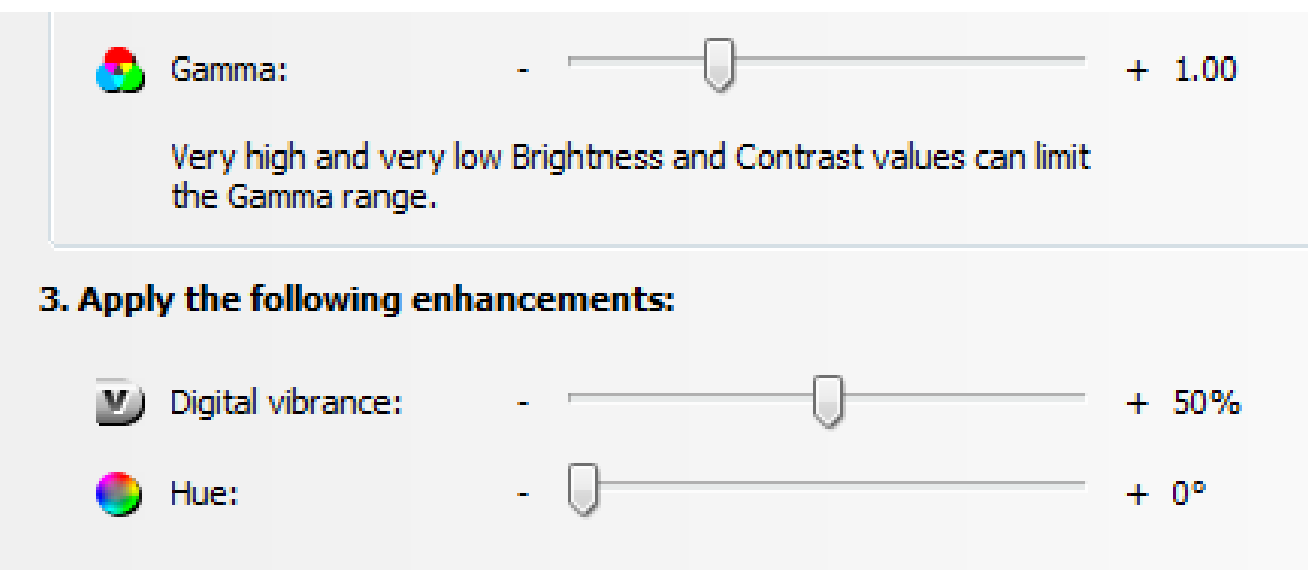 Gamma: - + 1.00
Very high and very low Brightness and Contrast values can limit
the Gamma range.
3. Apply the following enhancements:
V Digital vibrance: - + 50%
Hue: - + 0°